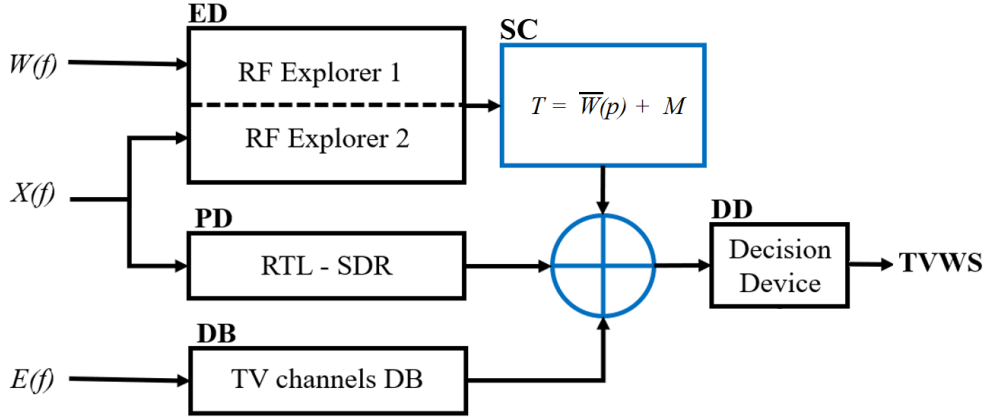 ED
W(f)
RF Explorer 1
RF Explorer 2
SC
T = W̅(p) + M
X(f)
PD
RTL - SDR
DD
Decision
Device
TVWS
DB
E(f)
TV channels DB